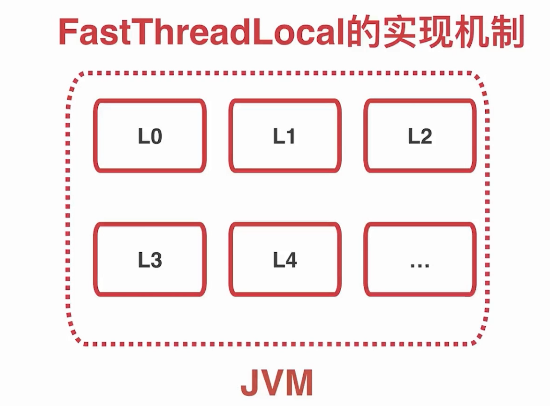 FastThreadLocal的实现机制
L0
L1
L2
L3
L4
...
JVM